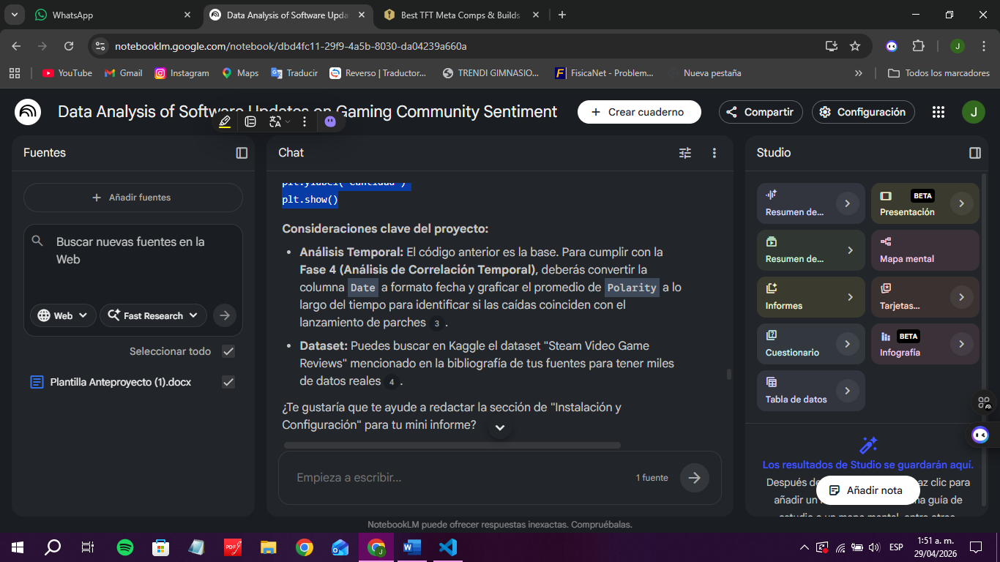 WhatsApp
Data Analysis of Software Upda
Best TFT Meta Comps & Builds
notebooklm.google.com/notebook/dbd4fc11-29f9-4a5b-8030-da04239a660a
J
YouTube
Gmail
Instagram
Maps
Traducir
Reverso | Traductor...
TRENDI GIMNASIO...
FisicaNet - Problem...
Nueva pestaña
Todos los marcadores
Data Analysis of Software Updates on Gaming Community Sentiment
Crear cuaderno
Compartir
Configuración
J
Fuentes
Añadir fuentes
Buscar nuevas fuentes en la
Web
Web
Fast Research
Seleccionar todo
Plantilla Anteproyecto (1).docx
Chat
plt.ylabel('Cantidad')
plt.show()
Consideraciones clave del proyecto:
• Análisis Temporal: El código anterior es la base. Para cumplir con la
Fase 4 (Análisis de Correlación Temporal), deberás convertir la
columna Date a formato fecha y graficar el promedio de Polarity a lo
largo del tiempo para identificar si las caídas coinciden con el
lanzamiento de parches 3 .
• Dataset: Puedes buscar en Kaggle el dataset "Steam Video Game
Reviews" mencionado en la bibliografía de tus fuentes para tener miles
de datos reales 4 .
¿Te gustaría que te ayude a redactar la sección de "Instalación y
Configuración" para tu mini informe?
Empieza a escribir...
1 fuente
NotebookLM puede ofrecer respuestas inexactas. Compruébalas.
Studio
Resumen de...
BETA
Presentación
Resumen de...
Mapa mental
Informes
Tarjetas...
Cuestionario
BETA
Infografía
Tabla de datos
Los resultados de Studio se guardarán aquí.
Después de az clic para
añadir un na guía de
Añadir nota
estudio o un mapa mental, entre otros
ESP
1:51 a. m.
29/04/2026